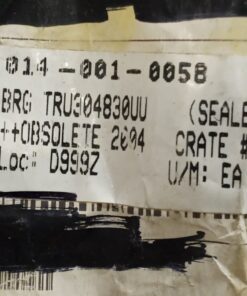 014-001-0058
BRG TRU304830UU (SEALE
++OBSOLETE 2004 CRATE #
Loc: D999Z U/M: EA